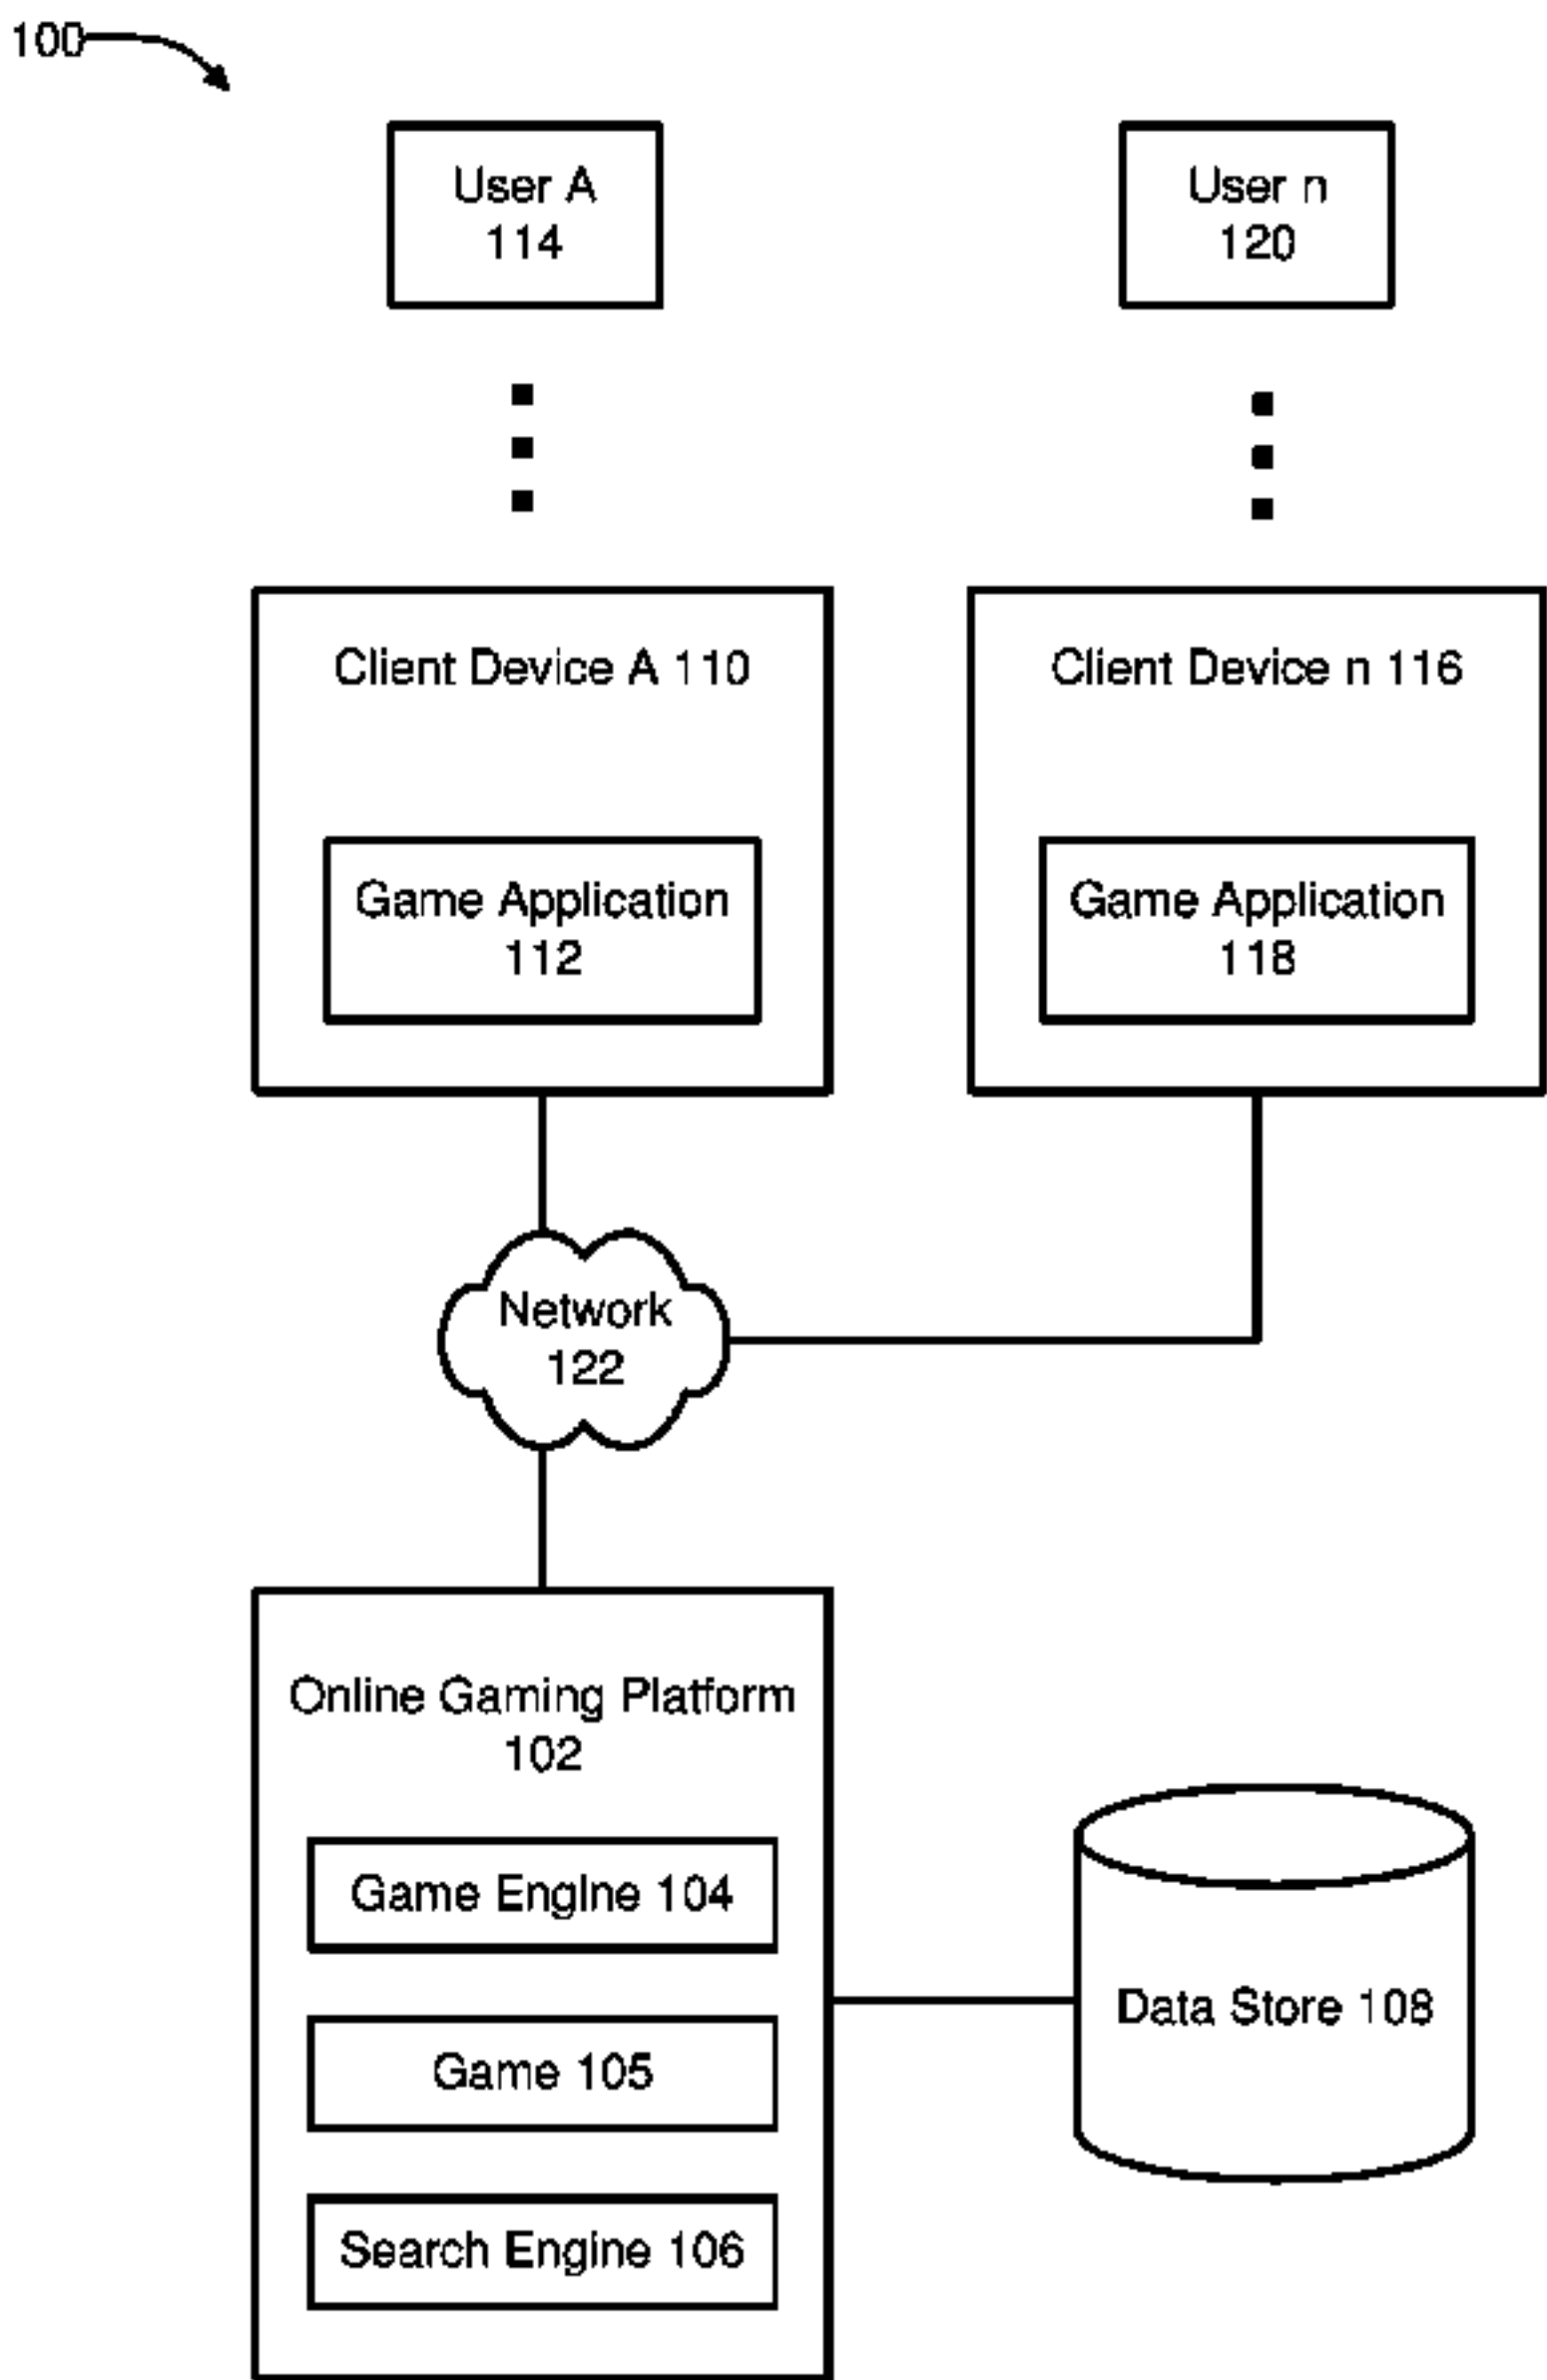 100
User A
114
User n
120
Client Device A 110
Client Device n 116
Game Application
112
Game Application
118
Network
122
Online Gaming Platform
102
Game Engine 104
Game 105
Search Engine 106
Data Store 108